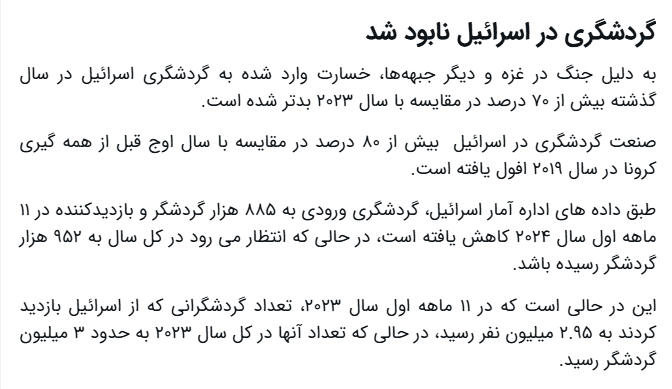 گردشگری در اسرائیل نابود شد
به دلیل جنگ در غزه و دیگر جبهه‌ها، خسارت وارد شده به گردشگری اسرائیل در سال
گذشته بیش از ۷۰ درصد در مقایسه با سال ۲۰۲۳ بدتر شده است.
صنعت گردشگری در اسرائیل  بیش از ۸۰ درصد در مقایسه با سال اوج قبل از همه گیری
کرونا در سال ۲۰۱۹ افول یافته است.
طبق داده های اداره آمار اسرائیل، گردشگری ورودی به ۸۸۵ هزار گردشگر و بازدیدکننده در ۱۱
ماهه اول سال ۲۰۲۴ کاهش یافته است، در حالی که انتظار می رود در کل سال به ۹۵۲ هزار
گردشگر رسیده باشد.
این در حالی است که در ۱۱ ماهه اول سال ۲۰۲۳، تعداد گردشگرانی که از اسرائیل بازدید
کردند به ۲.۹۵ میلیون نفر رسید، در حالی که تعداد آنها در کل سال ۲۰۲۳ به حدود ۳ میلیون
گردشگر رسید.